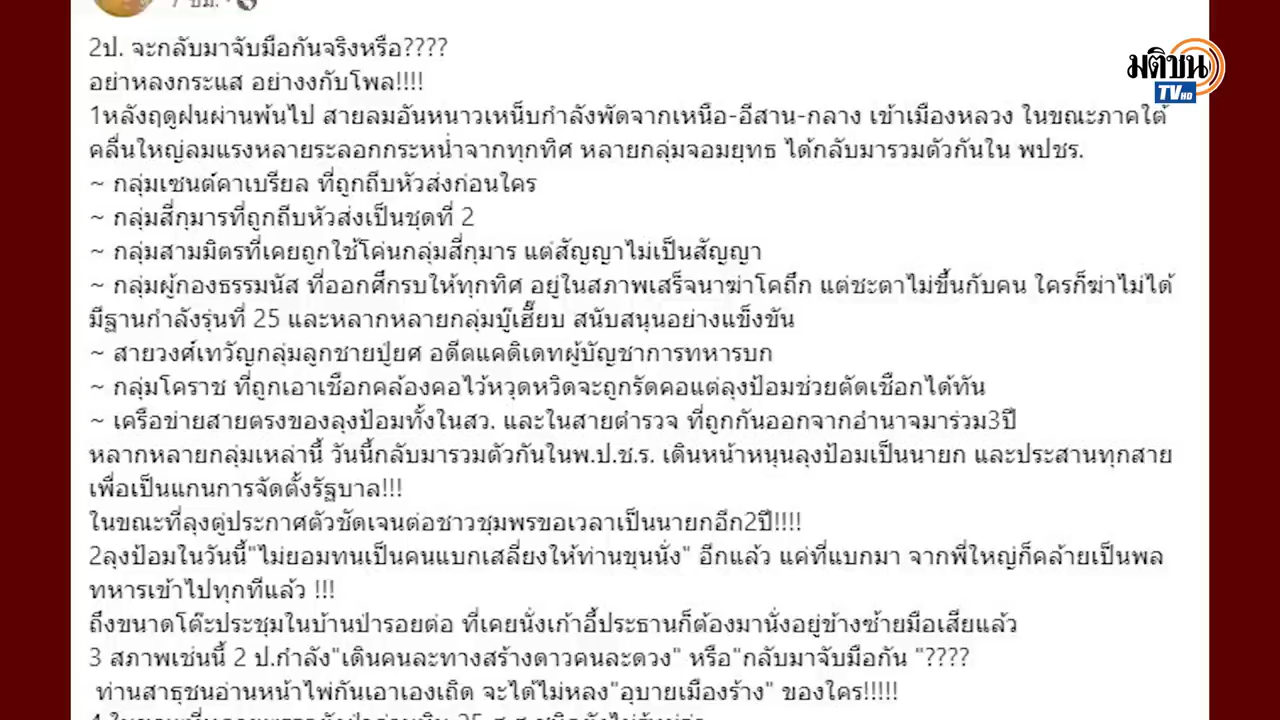 7 ชม.
มติชน
TV HD
2ป. จะกลับมาจับมือกันจริงหรือ????
อย่าหลงกระแส อย่างงกับโพล!!!!
1หลังฤดูฝนผ่านพ้นไป สายลมอันหนาวเหน็บกำลังพัดจากเหนือ-อีสาน-กลาง เข้าเมืองหลวง ในขณะภาคใต้
คลื่นใหญ่ลมแรงหลายระลอกกระหน่ำจากทุกทิศ หลายกลุ่มจอมยุทธ ได้กลับมารวมตัวกันใน พปชร.
~ กลุ่มเซนต์คาเบรียล ที่ถูกถีบหัวส่งก่อนใคร
~ กลุ่มสี่กุมารที่ถูกถีบหัวส่งเป็นชุดที่ 2
~ กลุ่มสามมิตรที่เคยถูกใช้โค่นกลุ่มสี่กุมาร แต่สัญญาไม่เป็นสัญญา
~ กลุ่มผู้กองธรรมนัส ที่ออกศึกรบให้ทุกทิศ อยู่ในสภาพเสร็จนาฆ่าโคถึก แต่ชะตาไม่ขึ้นกับคน ใครก็ฆ่าไม่ได้
มีฐานกำลังรุ่นที่ 25 และหลากหลายกลุ่มบู๊เฮี๊ยบ สนับสนุนอย่างแข็งขัน
~ สายวงศ์เทวัญกลุ่มลูกชายปู่ยศ อดีตแคดิเดทผู้บัญชาการทหารบก
~ กลุ่มโคราช ที่ถูกเอาเชือกคล้องคอไว้หวุดหวิดจะถูกรัดคอแต่ลุงป้อมช่วยตัดเชือกได้ทัน
~ เครือข่ายสายตรงของลุงป้อมทั้งในสว. และในสายตำรวจ ที่ถูกกันออกจากอำนาจมาร่วม3ปี
หลากหลายกลุ่มเหล่านี้ วันนี้กลับมารวมตัวกันในพ.ป.ช.ร. เดินหน้าหนุนลุงป้อมเป็นนายก และประสานทุกสาย
เพื่อเป็นแกนการจัดตั้งรัฐบาล!!!
ในขณะที่ลุงตู่ประกาศตัวชัดเจนต่อชาวชุมพรขอเวลาเป็นนายกอีก2ปี!!!!
2ลุงป้อมในวันนี้"ไม่ยอมทนเป็นคนแบกเสลี่ยงให้ท่านขุนนั่ง" อีกแล้ว แค่ที่แบกมา จากพี่ใหญ่ก็คล้ายเป็นพล
ทหารเข้าไปทุกทีแล้ว !!!
ถึงขนาดโต๊ะประชุมในบ้านป่ารอยต่อ ที่เคยนั่งเก้าอี้ประธานก็ต้องมานั่งอยู่ข้างซ้ายมือเสียแล้ว
3 สภาพเช่นนี้ 2 ป.กำลัง"เดินคนละทางสร้างดาวคนละดวง" หรือ"กลับมาจับมือกัน "????
ท่านสาธุชนอ่านหน้าไพ่กันเอาเองเถิด จะได้ไม่หลง"อุบายเมืองร้าง" ของใคร!!!!!